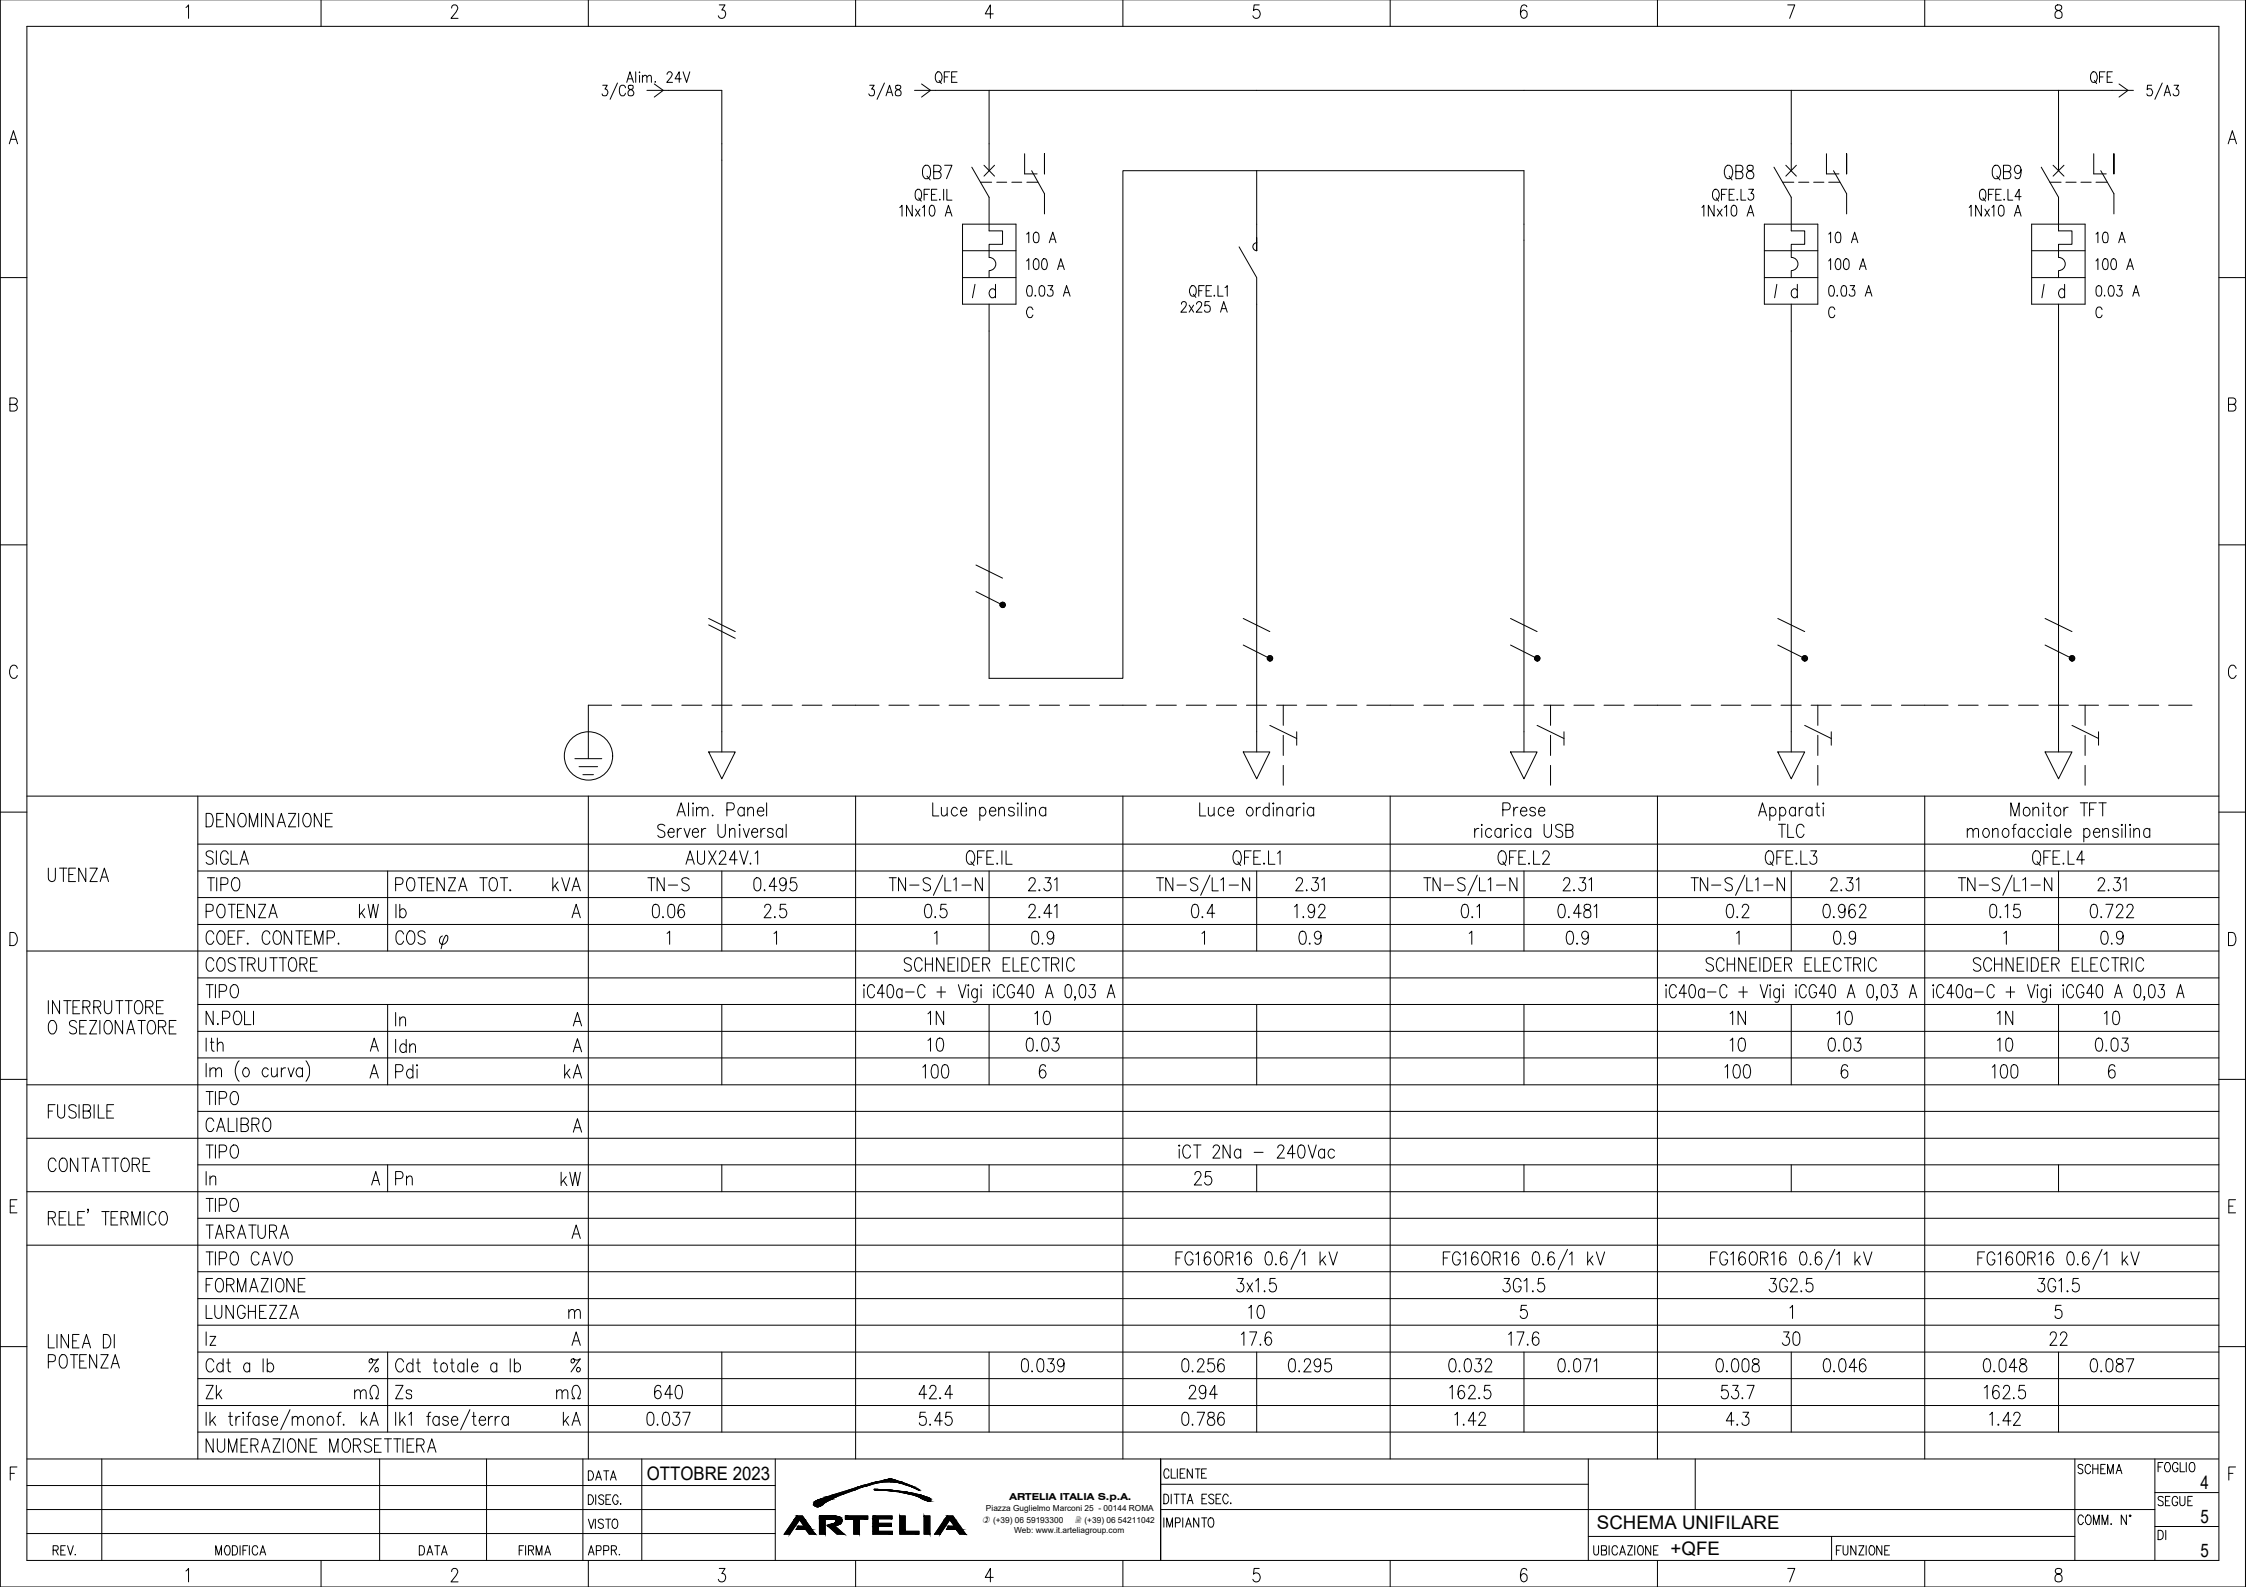 1 2 3 4 5 6 7 8
Alim. 24V
3/C8
QFE
3/A8
QFE
5/A3
A A
QB7
QFE.IL
1Nx10 A
10 A
100 A
I d 0.03 A
C
QFE.L1
2x25 A
QB8
QFE.L3
1Nx10 A
10 A
100 A
I d 0.03 A
C
QB9
QFE.L4
1Nx10 A
10 A
100 A
I d 0.03 A
C
B B
C C
UTENZA
DENOMINAZIONE Alim. Panel Luce pensilina Luce ordinaria Prese Apparati Monitor TFT
Server Universal ricarica USB TLC monofacciale pensilina
SIGLA AUX24V.1 QFE.IL QFE.L1 QFE.L2 QFE.L3 QFE.L4
TIPO POTENZA TOT. kVA TN-S 0.495 TN-S/L1-N 2.31 TN-S/L1-N 2.31 TN-S/L1-N 2.31 TN-S/L1-N 2.31 TN-S/L1-N 2.31
POTENZA kW Ib A 0.06 2.5 0.5 2.41 0.4 1.92 0.1 0.481 0.2 0.962 0.15 0.722
D D
COEF. CONTEMP. COS φ 1 1 1 0.9 1 0.9 1 0.9 1 0.9 1 0.9
INTERRUTTORE
O SEZIONATORE
COSTRUTTORE SCHNEIDER ELECTRIC SCHNEIDER ELECTRIC SCHNEIDER ELECTRIC
TIPO iC40a-C + Vigi iCG40 A 0,03 A iC40a-C + Vigi iCG40 A 0,03 A iC40a-C + Vigi iCG40 A 0,03 A
N.POLI In A 1N 10 1N 10 1N 10
Ith A Idn A 10 0.03 10 0.03 10 0.03
Im (o curva) A Pdi kA 100 6 100 6 100 6
FUSIBILE
TIPO
CALIBRO A
CONTATTORE
TIPO iCT 2Na - 240Vac
In A Pn kW 25
E E
RELE' TERMICO
TIPO
TARATURA A
LINEA DI
POTENZA
TIPO CAVO FG16OR16 0.6/1 kV FG16OR16 0.6/1 kV FG16OR16 0.6/1 kV FG16OR16 0.6/1 kV
FORMAZIONE 3x1.5 3G1.5 3G2.5 3G1.5
LUNGHEZZA m 10 5 1 5
Iz A 17.6 17.6 30 22
Cdt a Ib % Cdt totale a Ib % 0.039 0.256 0.295 0.032 0.071 0.008 0.046 0.048 0.087
Zk mΩ Zs mΩ 640 42.4 294 162.5 53.7 162.5
Ik trifase/monof. kA Ik1 fase/terra kA 0.037 5.45 0.786 1.42 4.3 1.42
NUMERAZIONE MORSETTIERA
F F
REV. MODIFICA DATA FIRMA
DATA OTTOBRE 2023
DISEG.
VISTO
APPR.
ARTELIA
ARTELIA ITALIA S.p.A.
Piazza Guglielmo Marconi 25 - 00144 ROMA
✆ (+39) 06 59193300 (+39) 06 54211042
Web: www.it.arteliagroup.com
CLIENTE
DITTA ESEC.
IMPIANTO
SCHEMA UNIFILARE
UBICAZIONE +QFE FUNZIONE
SCHEMA
COMM. N°
FOGLIO
4
SEGUE
5
DI
5
1 2 3 4 5 6 7 8